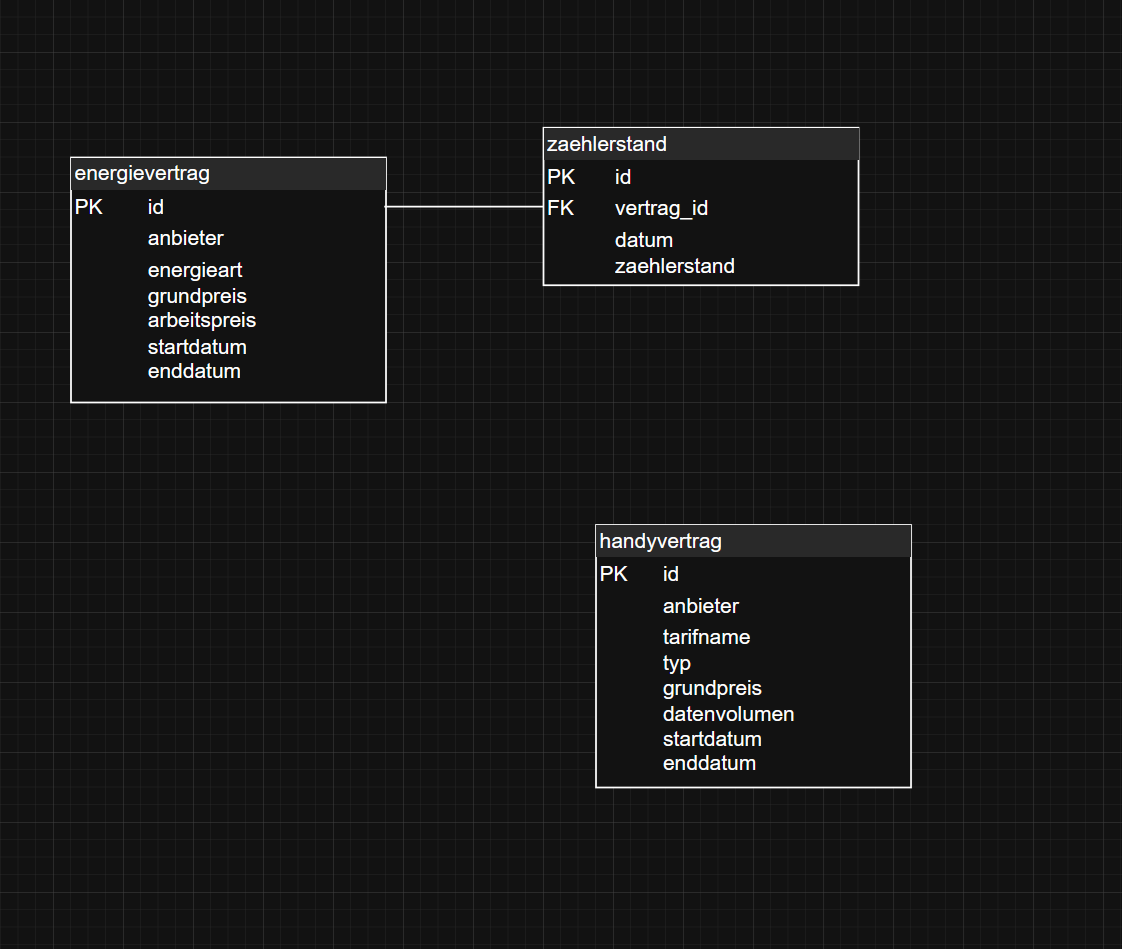 energievertrag
PK id
anbieter
energieart
grundpreis
arbeitspreis
startdatum
enddatum
zaehlerstand
PK id
FK vertrag_id
datum
zaehlerstand
handyvertrag
PK id
anbieter
tarifname
typ
grundpreis
datenvolumen
startdatum
enddatum